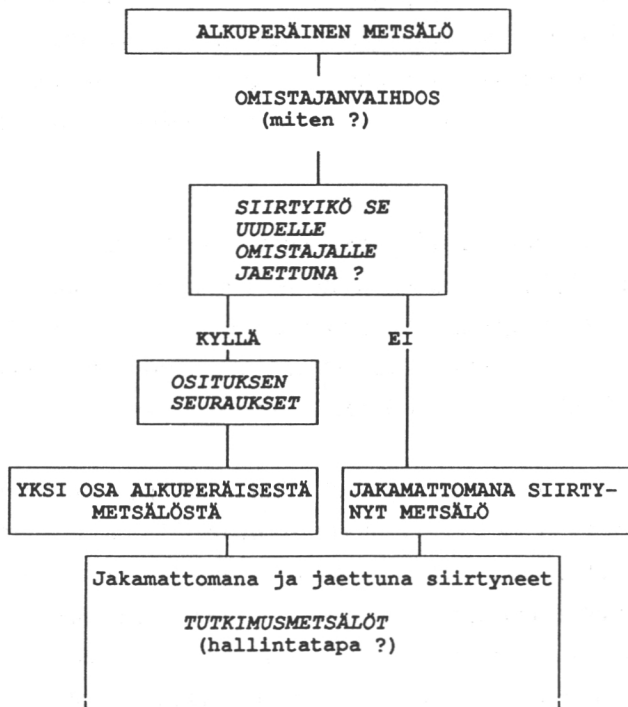 ALKUPERÄINEN METSÄLÖ
OMISTAJANVAIHDOS
(miten ?)
SIIRTYIKÖ SE
UUDELLE
OMISTAJALLE
JAETTUNA ?
KYLLÄ
EI
OSITUKSEN
SEURAUKSET
YKSI OSA ALKUPERÄISESTÄ
METSÄLÖSTÄ
JAKAMATTOMANA SIIRTY-
NYT METSÄLÖ
Jakamattomana ja jaettuna siirtyneet
TUTKIMUSMETSÄLÖT
(hallintatapa ?)